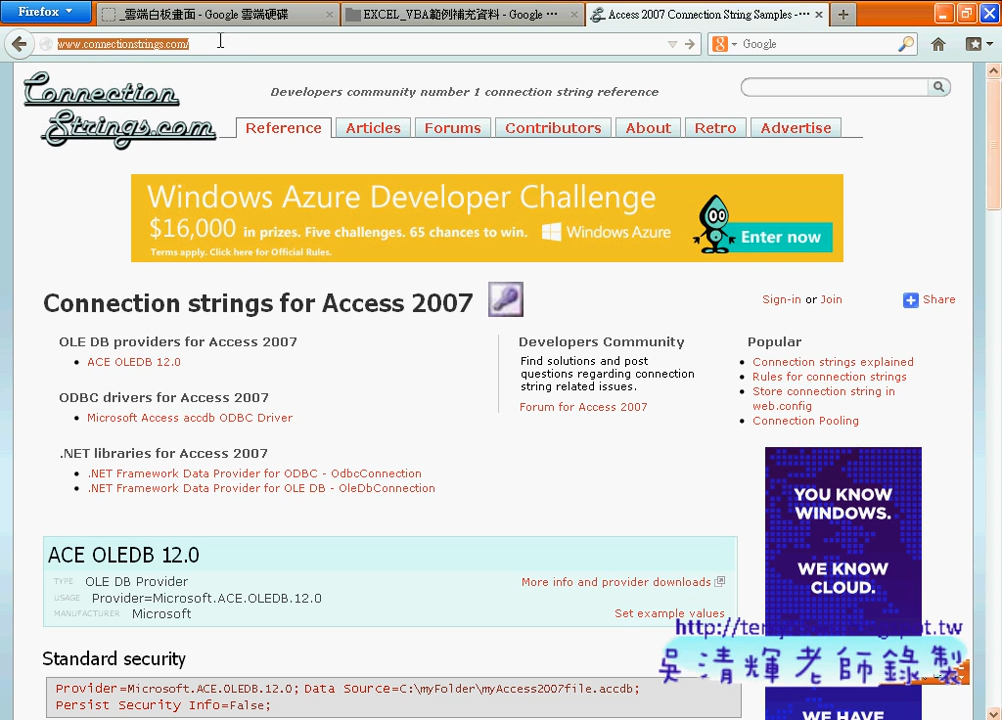 Firefox
_雲端白板畫面 - Google 雲端硬碟
EXCEL_VBA範例補充資料 - Google ...
Access 2007 Connection String Samples -...
www.connectionstrings.com/
Google
Connection
Strings.com
Developers community number 1 connection string reference
Reference
Articles
Forums
Contributors
About
Retro
Advertise
Windows Azure Developer Challenge
$16,000 in prizes. Five challenges. 65 chances to win.
Windows Azure
Enter now
Terms apply. Click here for Official Rules.
Connection strings for Access 2007
Sign-in or Join
Share
OLE DB providers for Access 2007
ACE OLEDB 12.0
ODBC drivers for Access 2007
Microsoft Access accdb ODBC Driver
.NET libraries for Access 2007
.NET Framework Data Provider for ODBC - OdbcConnection
.NET Framework Data Provider for OLE DB - OleDbConnection
Developers Community
Find solutions and post
questions regarding connection
string related issues.
Forum for Access 2007
Popular
Connection strings explained
Rules for connection strings
Store connection string in
web.config
Connection Pooling
YOU KNOW
WINDOWS.
WE KNOW
CLOUD.
ACE OLEDB 12.0
TYPE OLE DB Provider
USAGE Provider=Microsoft.ACE.OLEDB.12.0
MANUFACTURER Microsoft
More info and provider downloads
Set example values
Standard security
Provider=Microsoft.ACE.OLEDB.12.0; Data Source=C:\myFolder\myAccess2007file.accdb;
Persist Security Info=False;
吳清輝老師錄製
WE HAVE